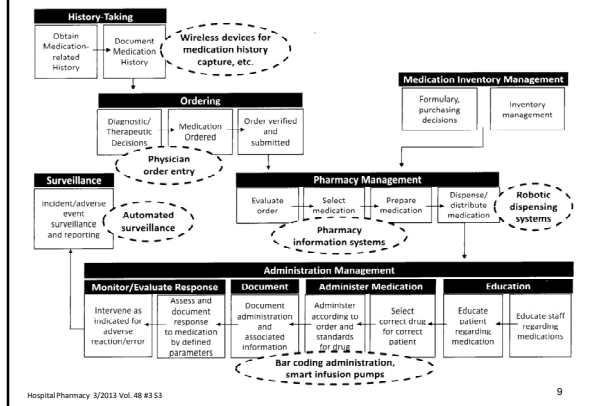 History-Taking
Obtain
Medication-
related
History
Document
Medication
History
Wireless devices for
medication history
capture, etc.
Medication Inventory Management
Formulary,
purchasing
decisions
Inventory
management
Ordering
Diagnostic/
Therapeutic
Decisions
Medication
Ordered
Order verified
and
submitted
Physician
order entry
Surveillance
Incident/adverse
event
surveillance
and reporting
Automated
surveillance
Pharmacy Management
Evaluate
order
Select
medication
Prepare
medication
Dispense/
distribute
medication
Robotic
dispensing
systems
Pharmacy
information systems
Administration Management
Monitor/Evaluate Response
Intervene as
indicated for
adverse
reaction/error
Assess and
document
response
to medication
by defined
parameters
Document
Document
administration
and
associated
information
Administer Medication
Administer
according to
order and
standards
for drug
Select
correct drug
for correct
patient
Education
Educate
patient
regarding
medication
Educate staff
regarding
medications
Bar coding administration,
smart infusion pumps
Hospital Pharmacy 3/2013 Vol. 48 #3 S3
9